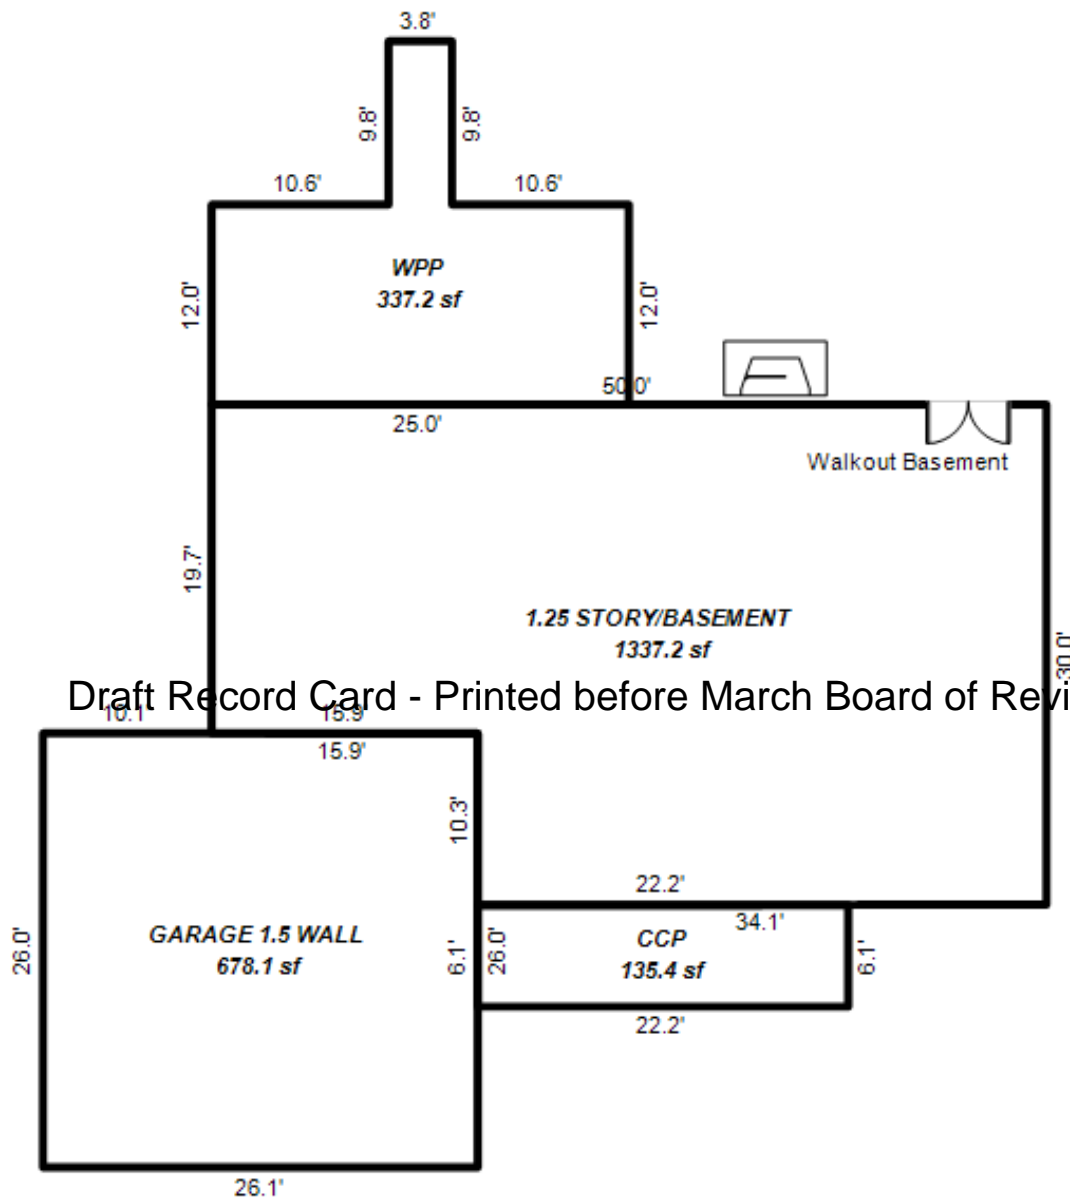 3.8'
9.8'
9.8'
10.6'
10.6'
WPP
337.2 sf
12.0'
12.0'
50.0'
25.0'
Walkout Basement
19.7'
1.25 STORY/BASEMENT
1337.2 sf
30.0'
Draft Record Card - Printed before March Board of Revi
10.1'
15.9'
15.9'
10.3'
22.2'
34.1'
GARAGE 1.5 WALL
678.1 sf
CCP
135.4 sf
26.0'
6.1'
26.0'
6.1'
22.2'
26.1'